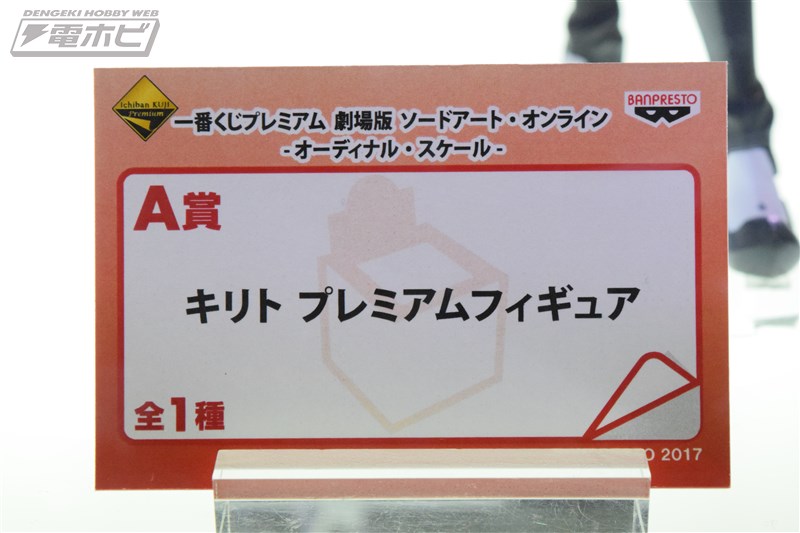 DENGEKI HOBBY WEB
電ホビ
Ichiban KUJI
Premium
BANPRESTO
一番くじプレミアム 劇場版 ソードアート・オンライン
-オーディナル・スケール-
A賞
キリト プレミアムフィギュア
全1種
O 2017